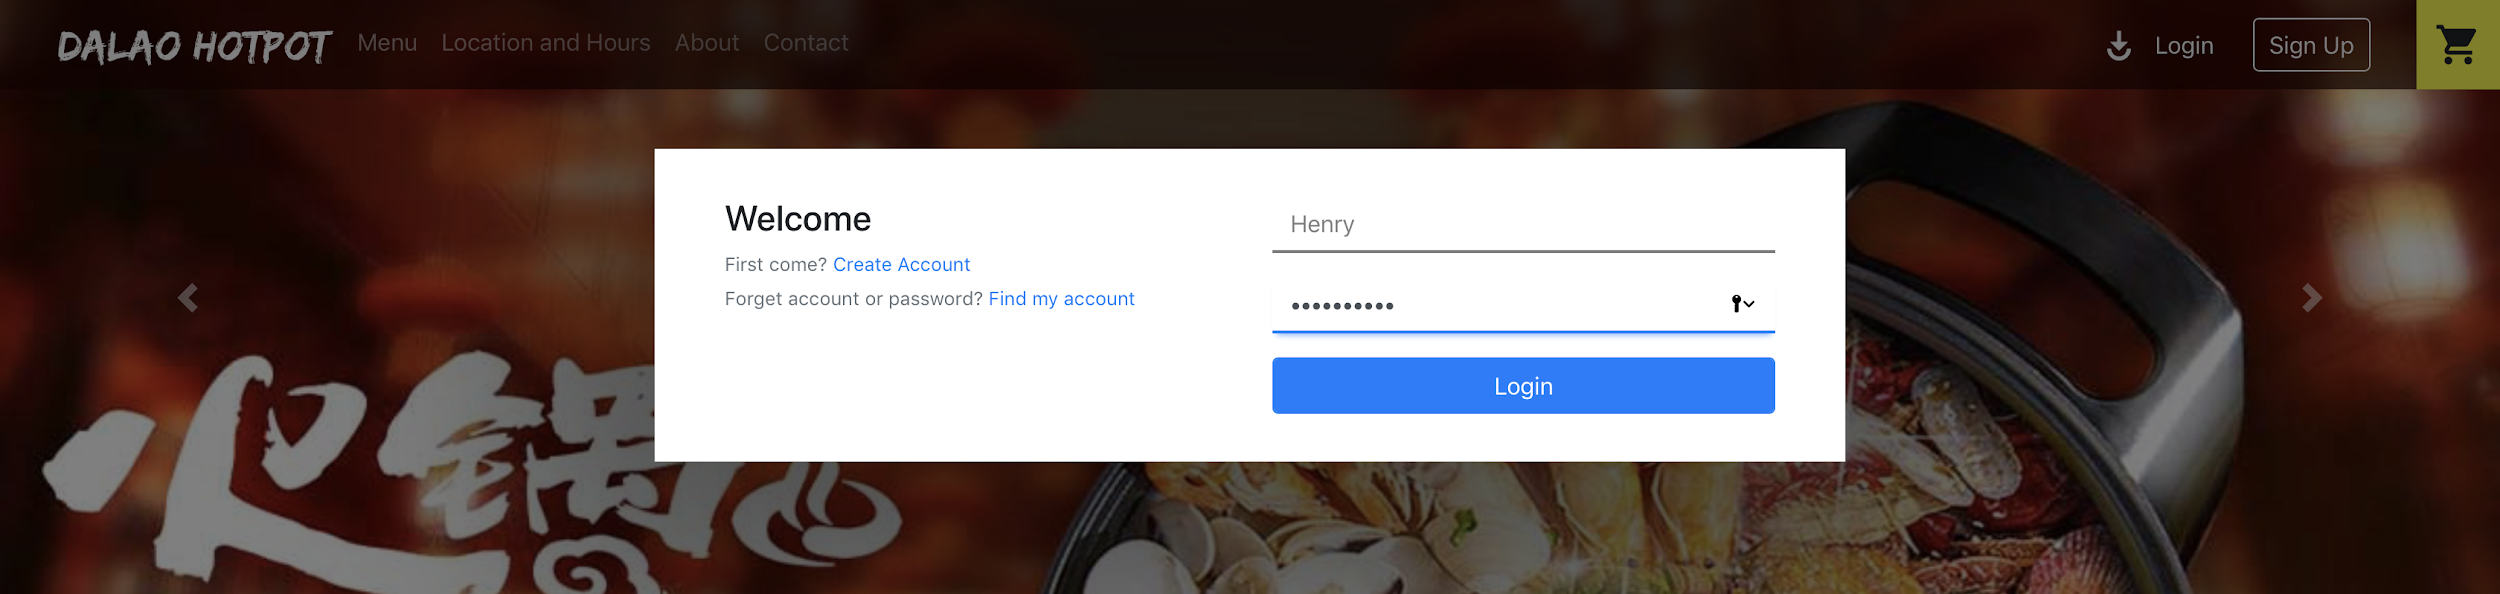 DALAO HOTPOT Menu Location and Hours About Contact Login Sign Up
Welcome
First come? Create Account
Forget account or password? Find my account
Henry
••••••••••
Login
火锅